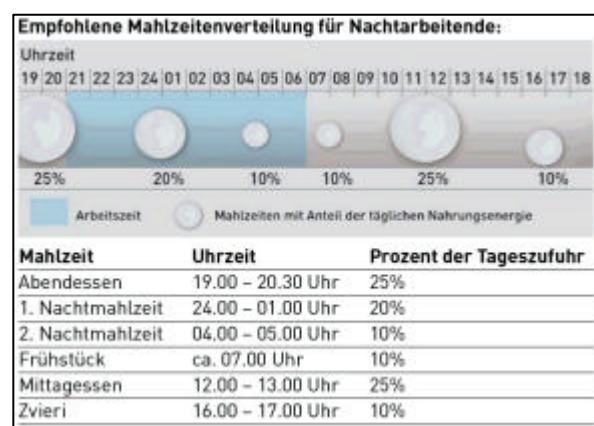 Empfohlene Mahlzeitenverteilung für Nachtarbeitende:
Uhrzeit
19 20 21 22 23 24 01 02 03 04 05 06 07 08 09 10 11 12 13 14 15 16 17 18
25% 20% 10% 10% 25% 10%
Arbeitszeit Mahlzeiten mit Anteil der täglichen Nahrungsenergie
Mahlzeit Uhrzeit Prozent der Tageszufuhr
Abendessen 19.00 – 20.30 Uhr 25%
1. Nachtmahlzeit 24.00 – 01.00 Uhr 20%
2. Nachtmahlzeit 04.00 – 05.00 Uhr 10%
Frühstück ca. 07.00 Uhr 10%
Mittagessen 12.00 – 13.00 Uhr 25%
Zvieri 16.00 – 17.00 Uhr 10%